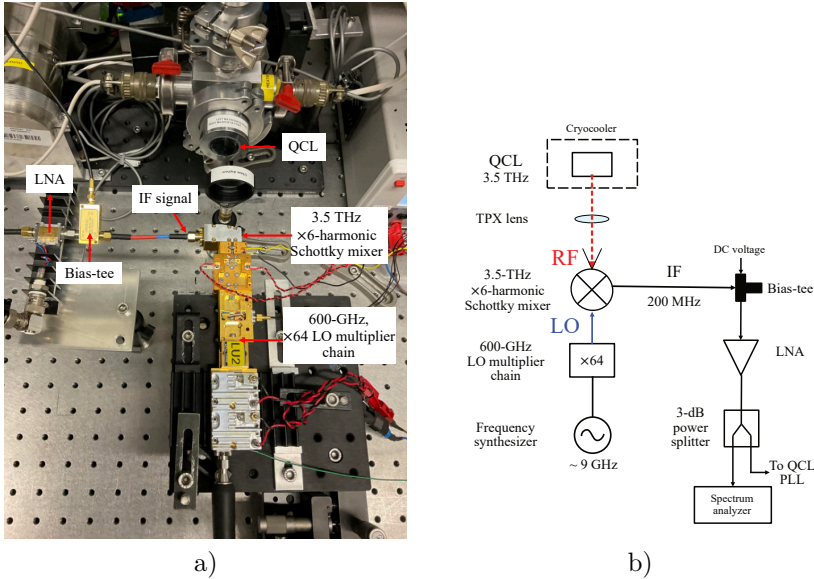 QCL
LNA
IF signal
Bias-tee
3.5 THz
×6-harmonic
Schottky mixer
600-GHz,
×64 LO multiplier
chain
LU2
a)
Cryocooler
QCL
3.5 THz
TPX lens
RF
3.5-THz
×6-harmonic
Schottky mixer
LO
IF
200 MHz
DC voltage
Bias-tee
600-GHz
LO multiplier
chain
×64
LNA
Frequency
synthesizer
~ 9 GHz
3-dB
power
splitter
To QCL
PLL
Spectrum
analyzer
b)